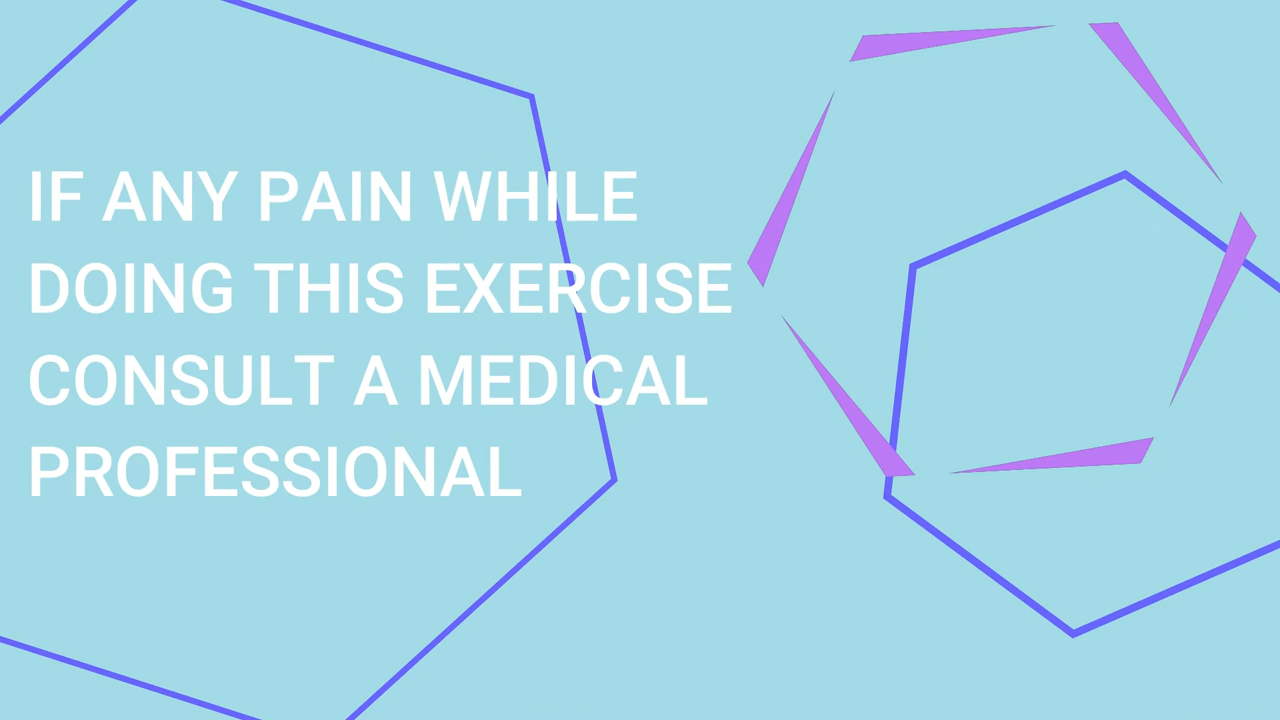 IF ANY PAIN WHILE
DOING THIS EXERCISE
CONSULT A MEDICAL
PROFESSIONAL